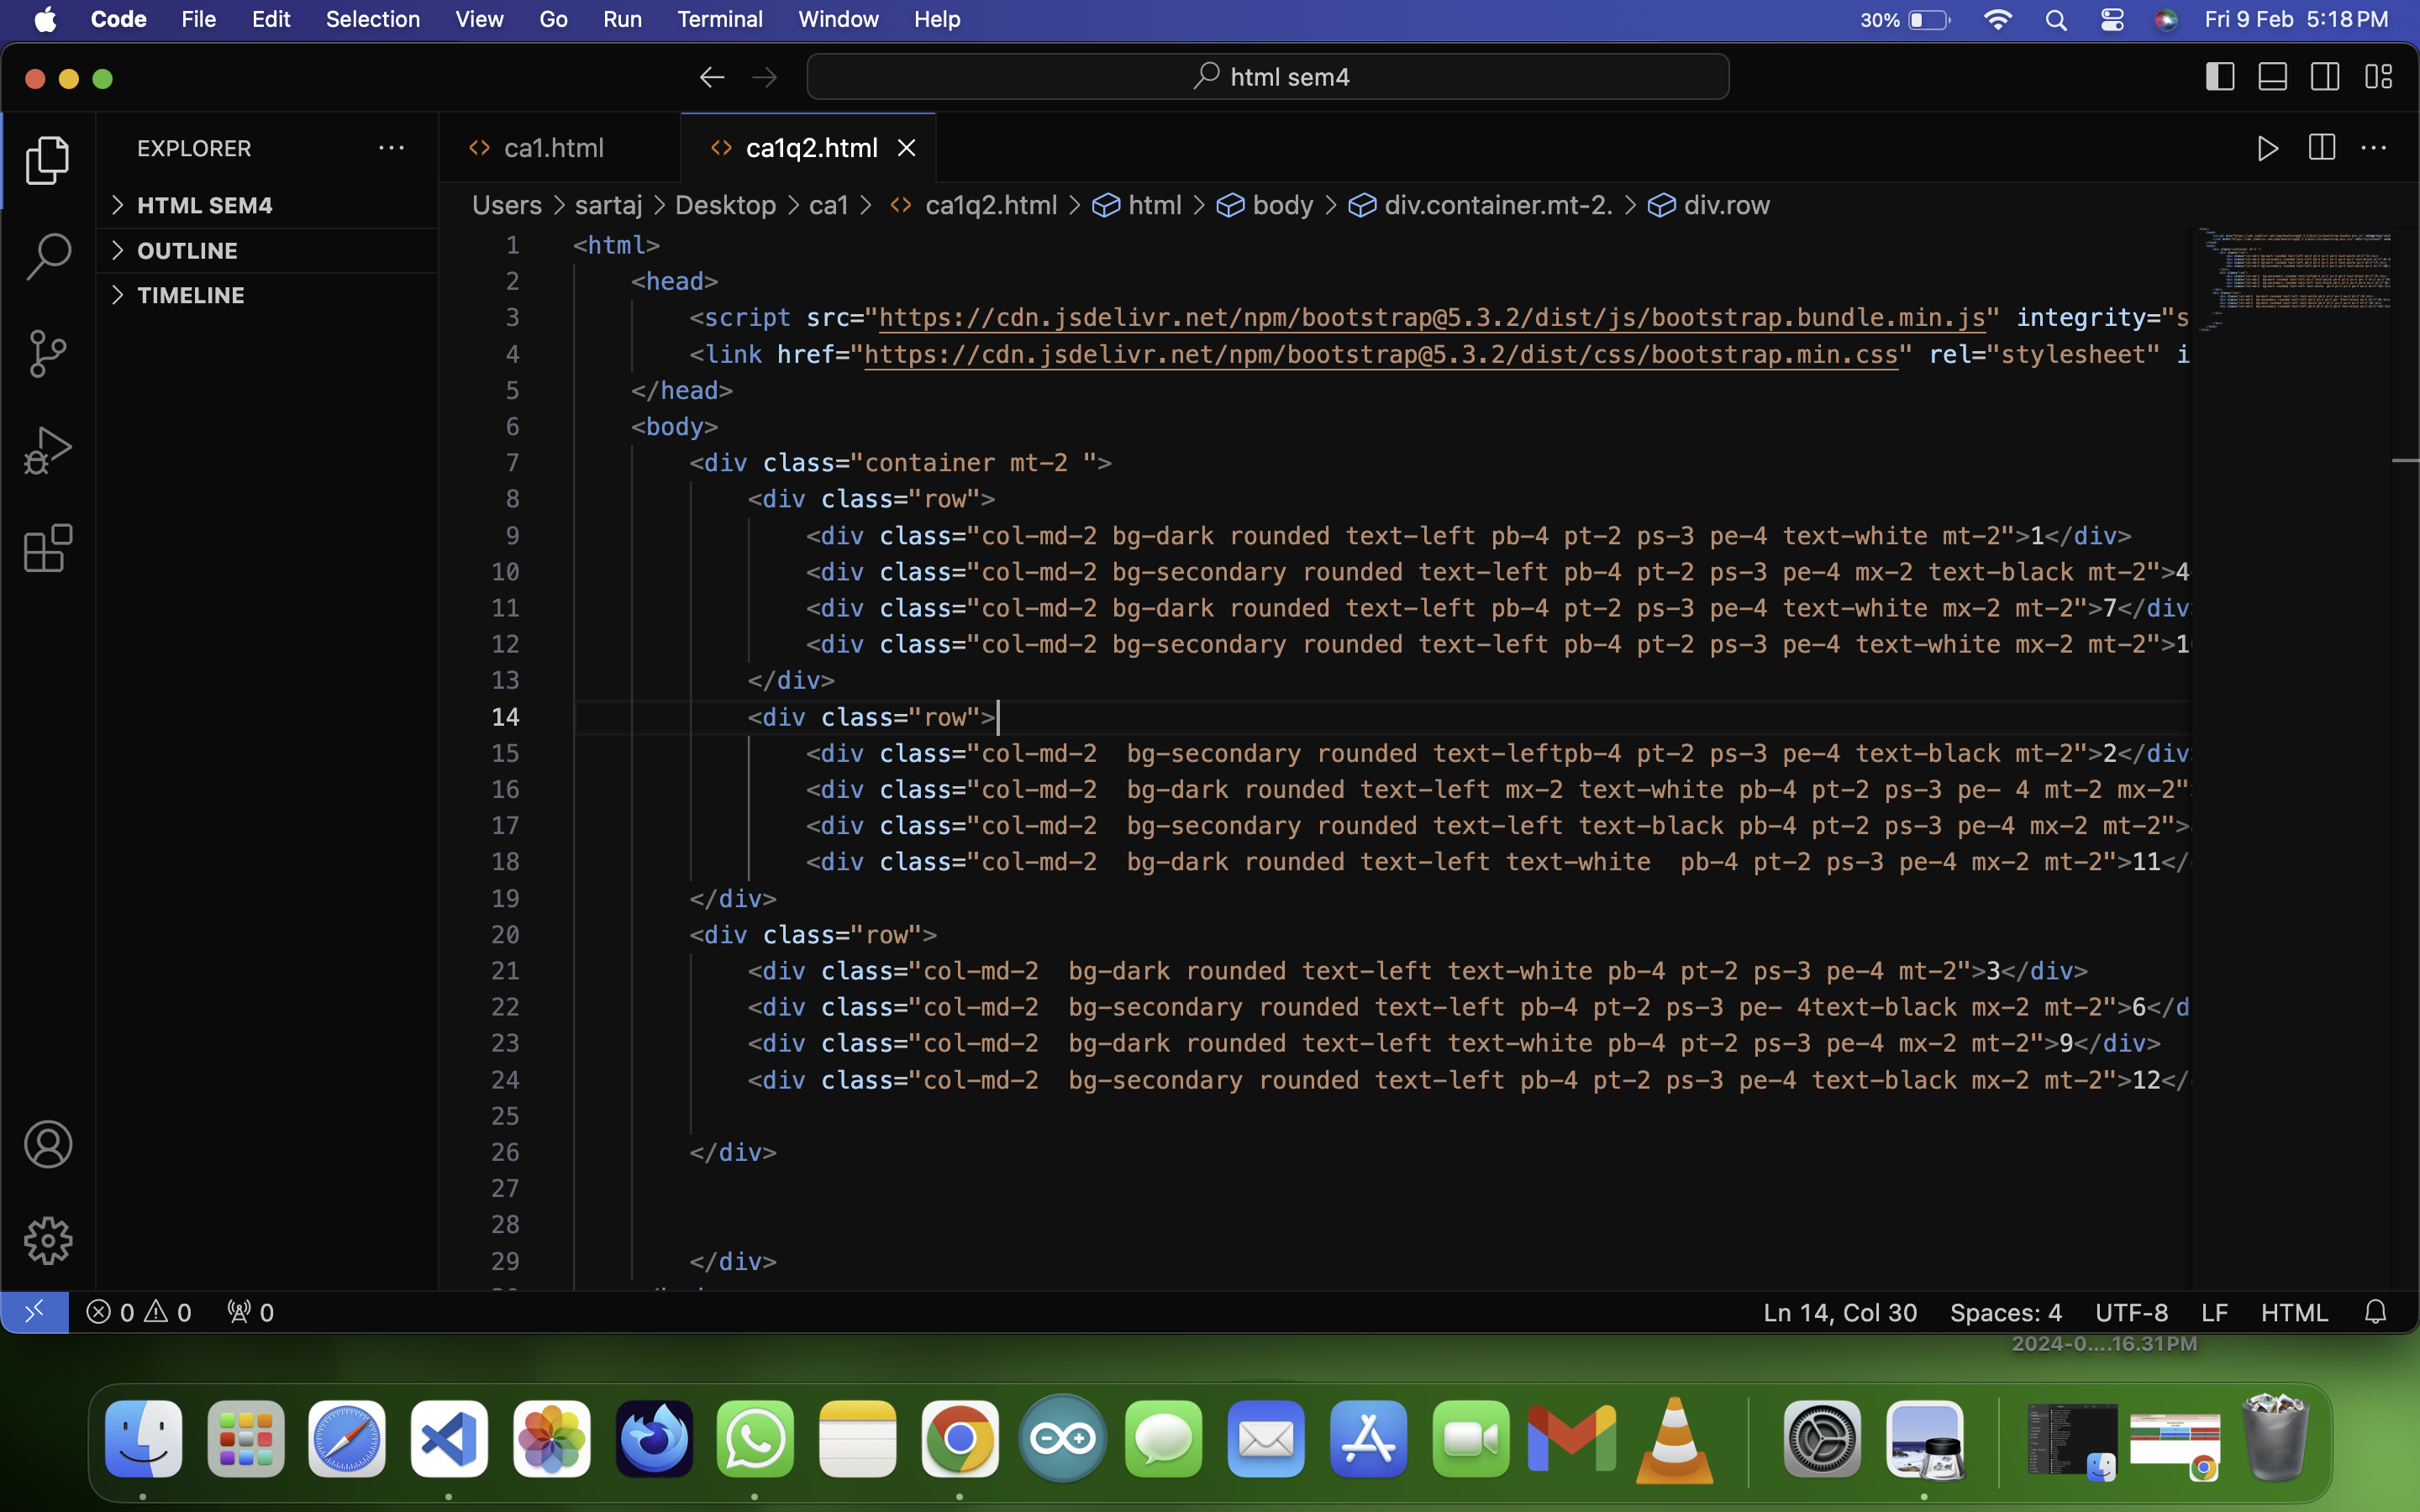 Code File Edit Selection View Go Run Terminal Window Help 30% Fri 9 Feb 5:18 PM
html sem4
EXPLORER
ca1.html
ca1q2.html
HTML SEM4
OUTLINE
TIMELINE
Users > sartaj > Desktop > ca1 > ca1q2.html > html > body > div.container.mt-2. > div.row
1 <html>
2 <head>
3 <script src="https://cdn.jsdelivr.net/npm/bootstrap@5.3.2/dist/js/bootstrap.bundle.min.js" integrity="s
4 <link href="https://cdn.jsdelivr.net/npm/bootstrap@5.3.2/dist/css/bootstrap.min.css" rel="stylesheet" i
5 </head>
6 <body>
7 <div class="container mt-2 ">
8 <div class="row">
9 <div class="col-md-2 bg-dark rounded text-left pb-4 pt-2 ps-3 pe-4 text-white mt-2">1</div>
10 <div class="col-md-2 bg-secondary rounded text-left pb-4 pt-2 ps-3 pe-4 mx-2 text-black mt-2">4
11 <div class="col-md-2 bg-dark rounded text-left pb-4 pt-2 ps-3 pe-4 text-white mx-2 mt-2">7</div
12 <div class="col-md-2 bg-secondary rounded text-left pb-4 pt-2 ps-3 pe-4 text-white mx-2 mt-2">1
13 </div>
14 <div class="row">
15 <div class="col-md-2  bg-secondary rounded text-leftpb-4 pt-2 ps-3 pe-4 text-black mt-2">2</div
16 <div class="col-md-2  bg-dark rounded text-left mx-2 text-white pb-4 pt-2 ps-3 pe- 4 mt-2 mx-2"
17 <div class="col-md-2  bg-secondary rounded text-left text-black pb-4 pt-2 ps-3 pe-4 mx-2 mt-2">
18 <div class="col-md-2  bg-dark rounded text-left text-white  pb-4 pt-2 ps-3 pe-4 mx-2 mt-2">11</
19 </div>
20 <div class="row">
21 <div class="col-md-2  bg-dark rounded text-left text-white pb-4 pt-2 ps-3 pe-4 mt-2">3</div>
22 <div class="col-md-2  bg-secondary rounded text-left pb-4 pt-2 ps-3 pe- 4text-black mx-2 mt-2">6</d
23 <div class="col-md-2  bg-dark rounded text-left text-white pb-4 pt-2 ps-3 pe-4 mx-2 mt-2">9</div>
24 <div class="col-md-2  bg-secondary rounded text-left pb-4 pt-2 ps-3 pe-4 text-black mx-2 mt-2">12</
25
26 </div>
27
28
29 </div>
0 0 0 Ln 14, Col 30 Spaces: 4 UTF-8 LF HTML
2024-0....16.31 PM